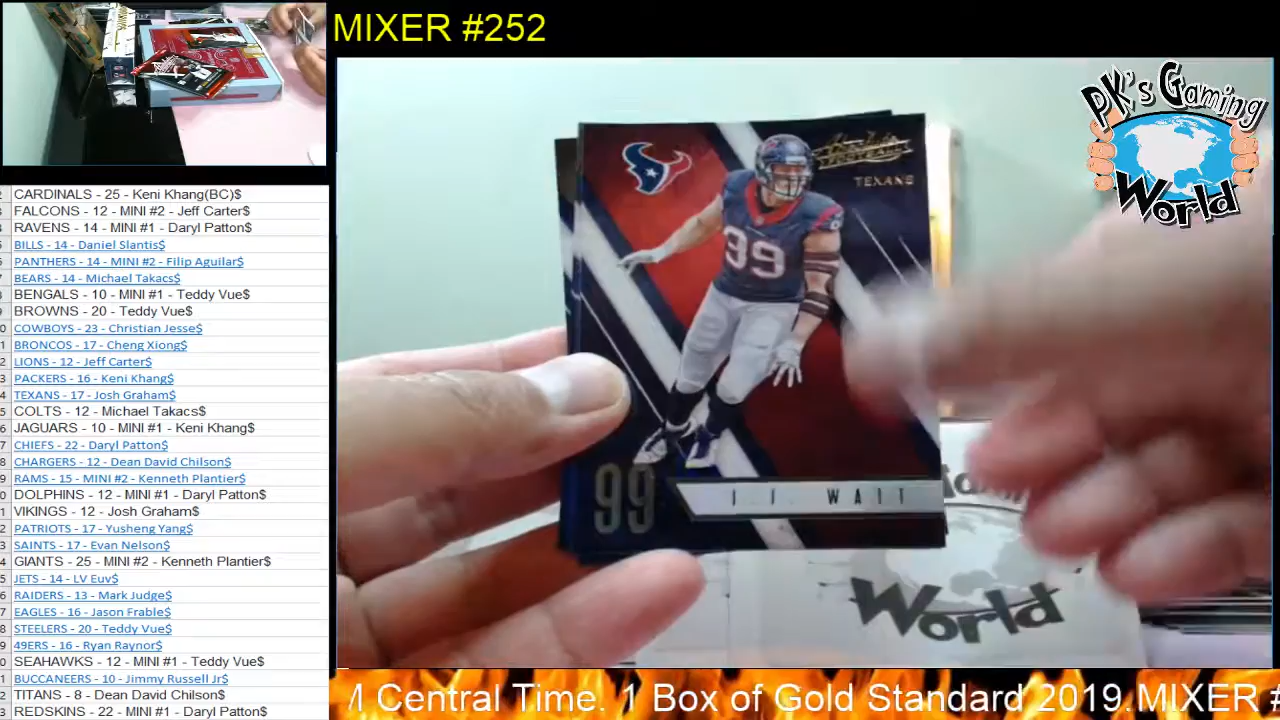 MIXER #252
PK's Gaming
World
CARDINALS - 25 - Keni Khang(BC)$
FALCONS - 12 - MINI #2 - Jeff Carter$
RAVENS - 14 - MINI #1 - Daryl Patton$
BILLS - 14 - Daniel Slantis$
PANTHERS - 14 - MINI #2 - Filip Aguilar$
BEARS - 14 - Michael Takacs$
BENGALS - 10 - MINI #1 - Teddy Vue$
BROWNS - 20 - Teddy Vue$
COWBOYS - 23 - Christian Jesse$
BRONCOS - 17 - Cheng Xiong$
LIONS - 12 - Jeff Carter$
PACKERS - 16 - Keni Khang$
TEXANS - 17 - Josh Graham$
COLTS - 12 - Michael Takacs$
JAGUARS - 10 - MINI #1 - Keni Khang$
CHIEFS - 22 - Daryl Patton$
CHARGERS - 12 - Dean David Chilson$
RAMS - 15 - MINI #2 - Kenneth Plantier$
DOLPHINS - 12 - MINI #1 - Daryl Patton$
VIKINGS - 12 - Josh Graham$
PATRIOTS - 17 - Yusheng Yang$
SAINTS - 17 - Evan Nelson$
GIANTS - 25 - MINI #2 - Kenneth Plantier$
JETS - 14 - LV Euv$
RAIDERS - 13 - Mark Judge$
EAGLES - 16 - Jason Frable$
STEELERS - 20 - Teddy Vue$
49ERS - 16 - Ryan Raynor$
SEAHAWKS - 12 - MINI #1 - Teddy Vue$
BUCCANEERS - 10 - Jimmy Russell Jr$
TITANS - 8 - Dean David Chilson$
REDSKINS - 22 - MINI #1 - Daryl Patton$
Absolute
FOOTBALL
TEXANS
99
99
J.J. WATT
World
M Central Time. 1 Box of Gold Standard 2019.MIXER #